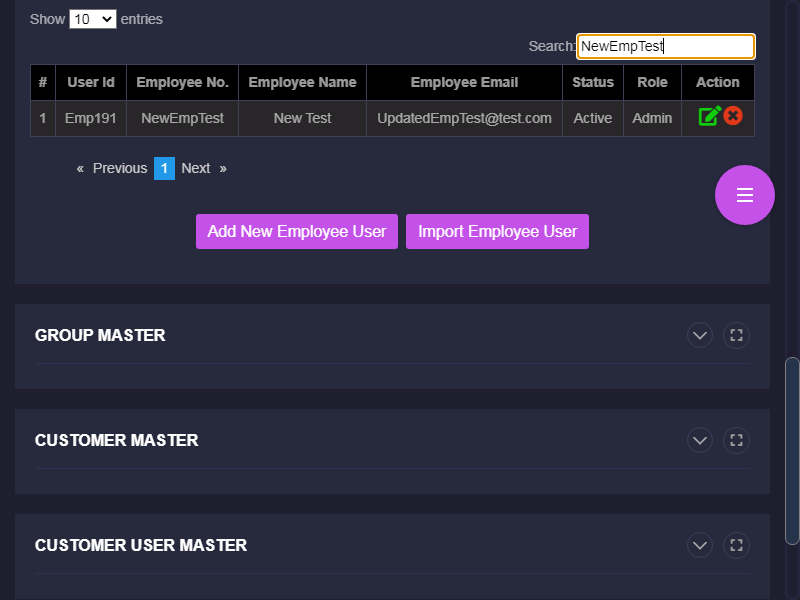 Show 10 entries
Search: NewEmpTest
# User Id Employee No. Employee Name Employee Email Status Role Action
1 Emp191 NewEmpTest New Test UpdatedEmpTest@test.com Active Admin
« Previous 1 Next »
Add New Employee User Import Employee User
GROUP MASTER
CUSTOMER MASTER
CUSTOMER USER MASTER